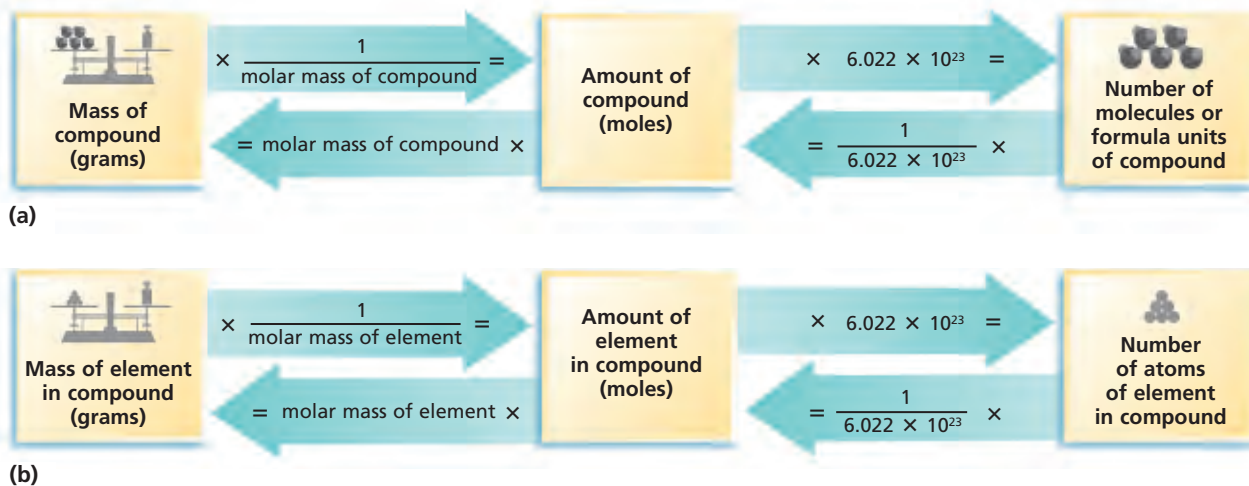 Mass of
compound
(grams)
× 1 / molar mass of compound =
= molar mass of compound ×
Amount of
compound
(moles)
× 6.022 × 10²³ =
= 1 / 6.022 × 10²³ ×
Number of
molecules or
formula units
of compound
(a)
Mass of element
in compound
(grams)
× 1 / molar mass of element =
= molar mass of element ×
Amount of
element
in compound
(moles)
× 6.022 × 10²³ =
= 1 / 6.022 × 10²³ ×
Number
of atoms
of element
in compound
(b)